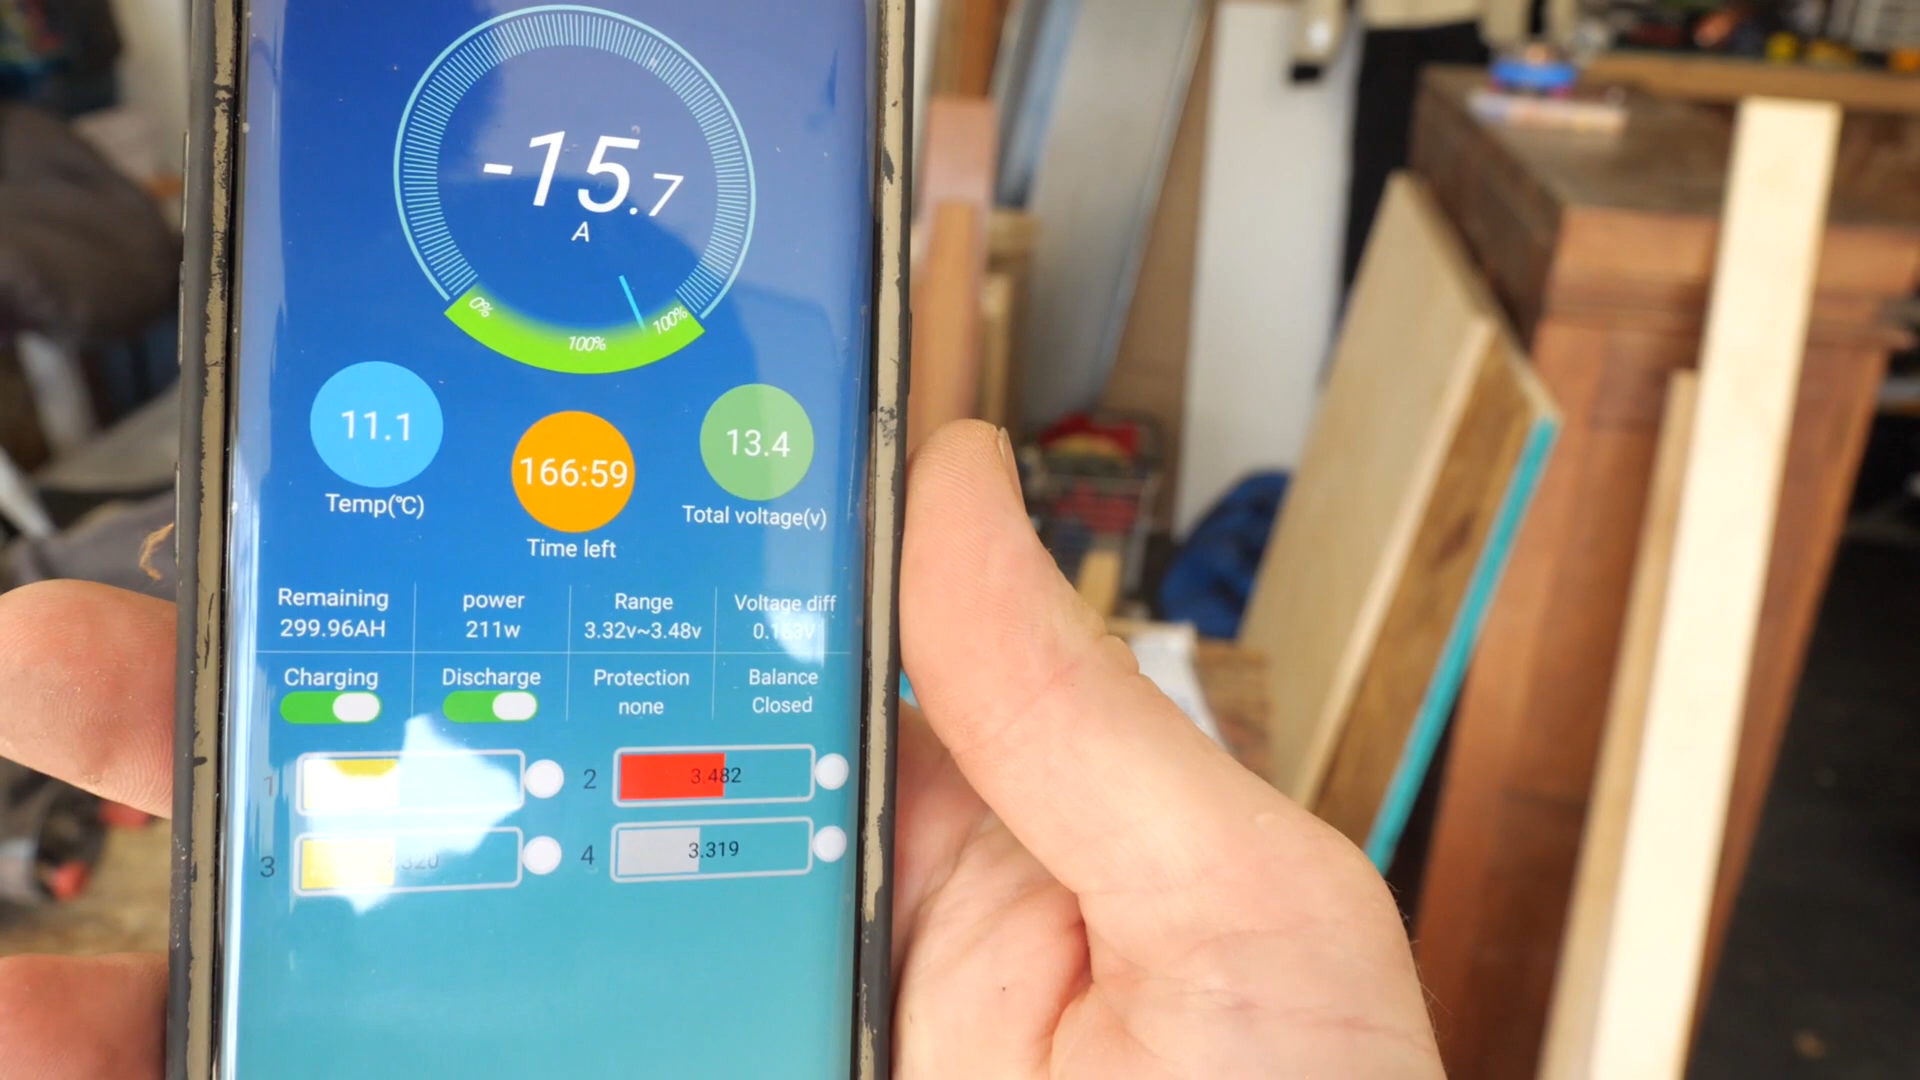 -15.7
A
0%
100%
100%
11.1
Temp(℃)
166:59
Time left
13.4
Total voltage(v)
Remaining
299.96AH
power
211w
Range
3.32v~3.48v
Voltage diff
0.163V
Charging
Discharge
Protection
none
Balance
Closed
1
2
3.482
3
4
3.319